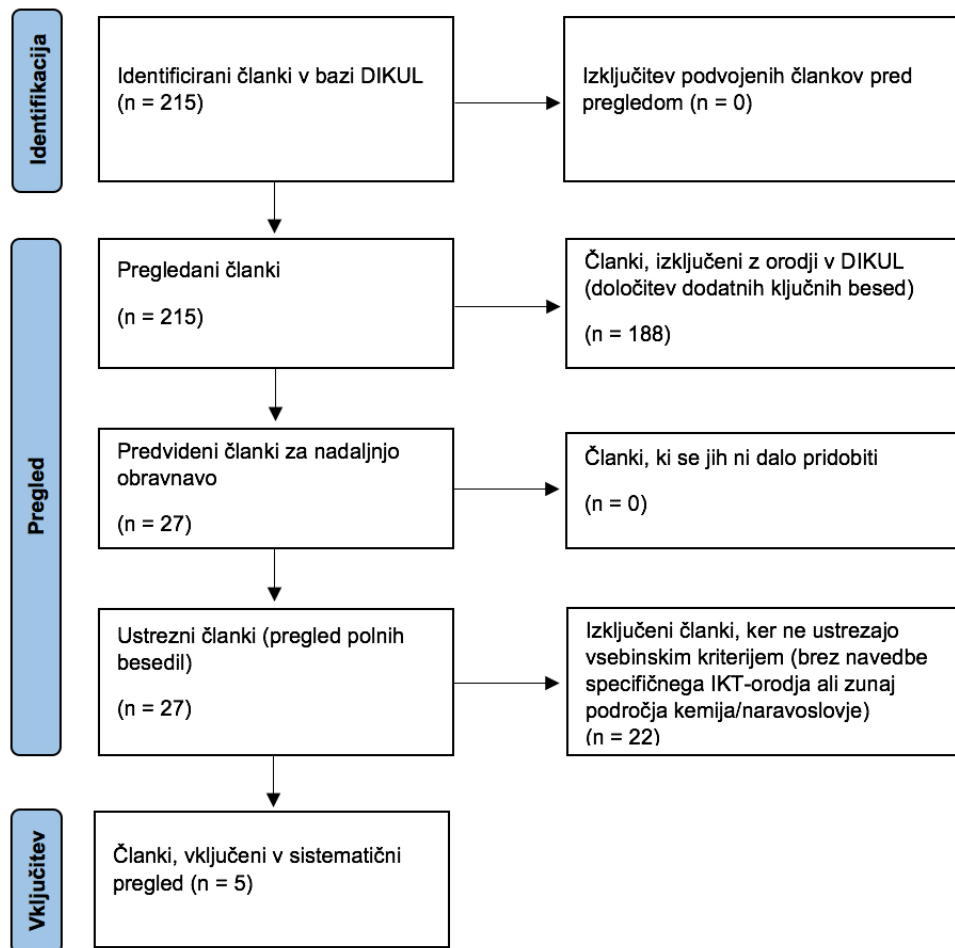 Identifikacija
Identificirani članki v bazi DIKUL
(n = 215)
Izključitev podvojenih člankov pred
pregledom (n = 0)
Pregled
Pregledani članki
(n = 215)
Članki, izključeni z orodji v DIKUL
(določitev dodatnih ključnih besed)
(n = 188)
Predvideni članki za nadaljnjo
obravnavo
(n = 27)
Članki, ki se jih ni dalo pridobiti
(n = 0)
Ustrezni članki (pregled polnih
besedil)
(n = 27)
Izključeni članki, ker ne ustrezajo
vsebinskim kriterijem (brez navedbe
specifičnega IKT-orodja ali zunaj
področja kemija/naravoslovje)
(n = 22)
Vključitev
Članki, vključeni v sistematični
pregled (n = 5)